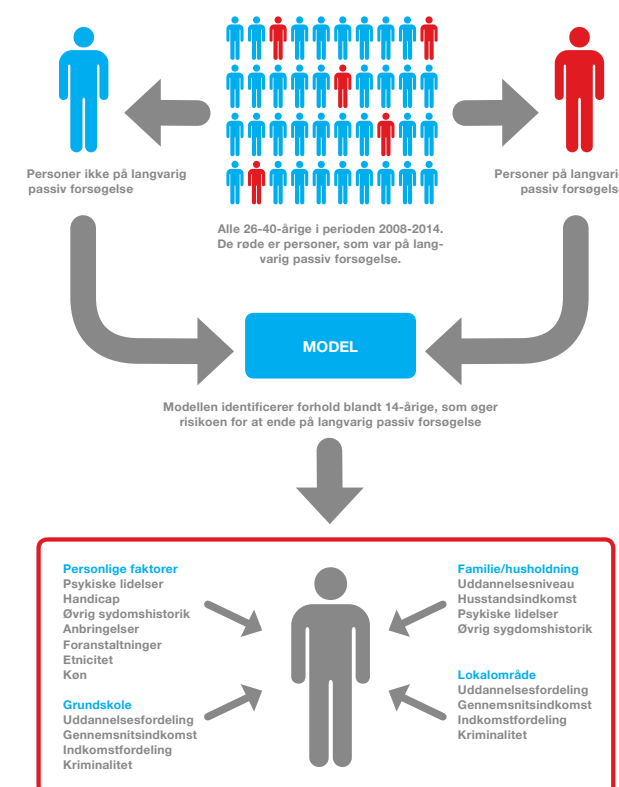 Personer ikke på langvarig
passiv forsøgelse
Alle 26-40-årige i perioden 2008-2014.
De røde er personer, som var på lang-
varig passiv forsøgelse.
Personer på langvari
passiv forsøgels
MODEL
Modellen identificerer forhold blandt 14-årige, som øger
risikoen for at ende på langvarig passiv forsøgelse
Personlige faktorer
Psykiske lidelser
Handicap
Øvrig sydomshistorik
Anbringelser
Foranstaltninger
Etnicitet
Køn
Grundskole
Uddannelsesfordeling
Gennemsnitsindkomst
Indkomstfordeling
Kriminalitet
Familie/husholdning
Uddannelsesniveau
Husstandsindkomst
Psykiske lidelser
Øvrig sygdomshistorik
Lokalområde
Uddannelsesfordeling
Gennemsnitsindkomst
Indkomstfordeling
Kriminalitet